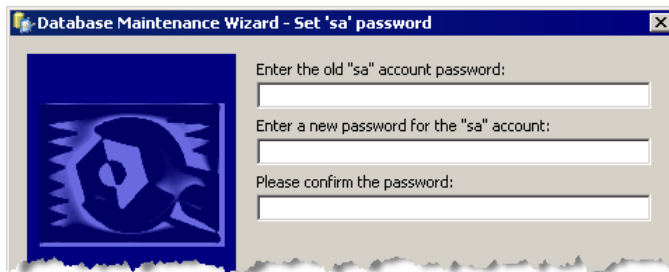 Database Maintenance Wizard - Set 'sa' password
Enter the old "sa" account password:
Enter a new password for the "sa" account:
Please confirm the password: